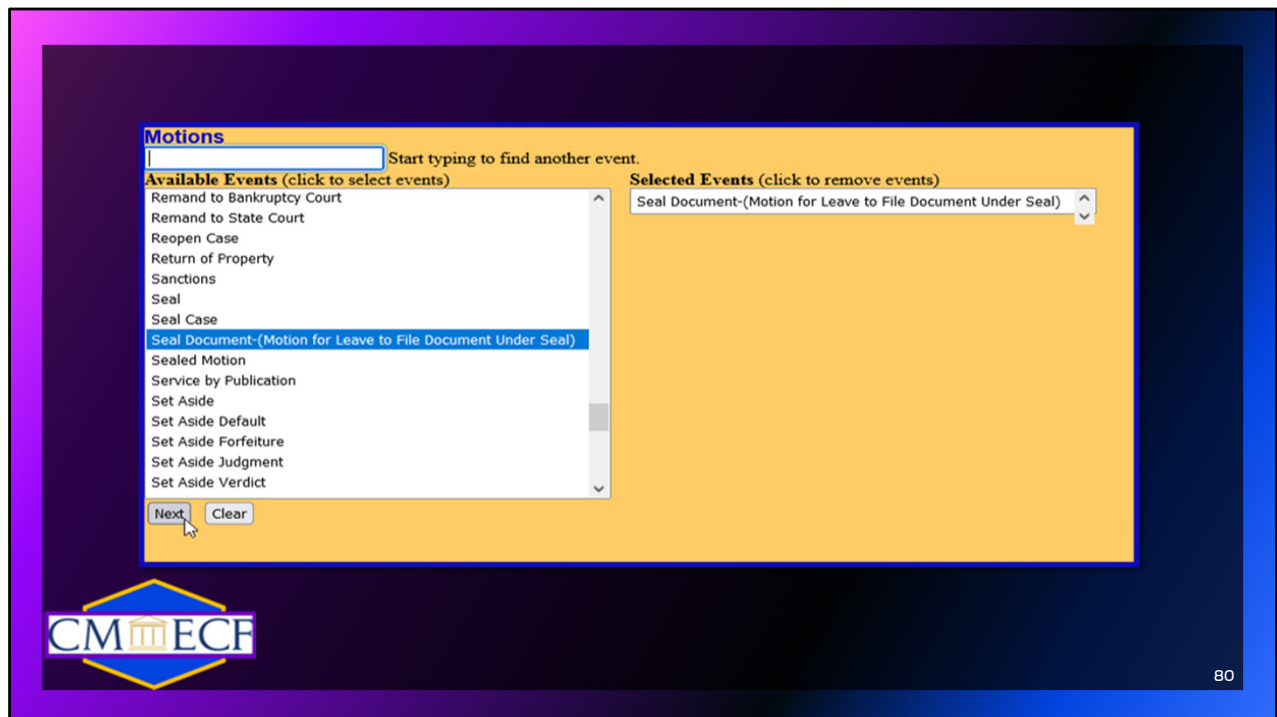 Motions
Start typing to find another event.
Available Events (click to select events)
Remand to Bankruptcy Court
Remand to State Court
Reopen Case
Return of Property
Sanctions
Seal
Seal Case
Seal Document-(Motion for Leave to File Document Under Seal)
Sealed Motion
Service by Publication
Set Aside
Set Aside Default
Set Aside Forfeiture
Set Aside Judgment
Set Aside Verdict
Selected Events (click to remove events)
Seal Document-(Motion for Leave to File Document Under Seal)
Next Clear
CM ECF
80